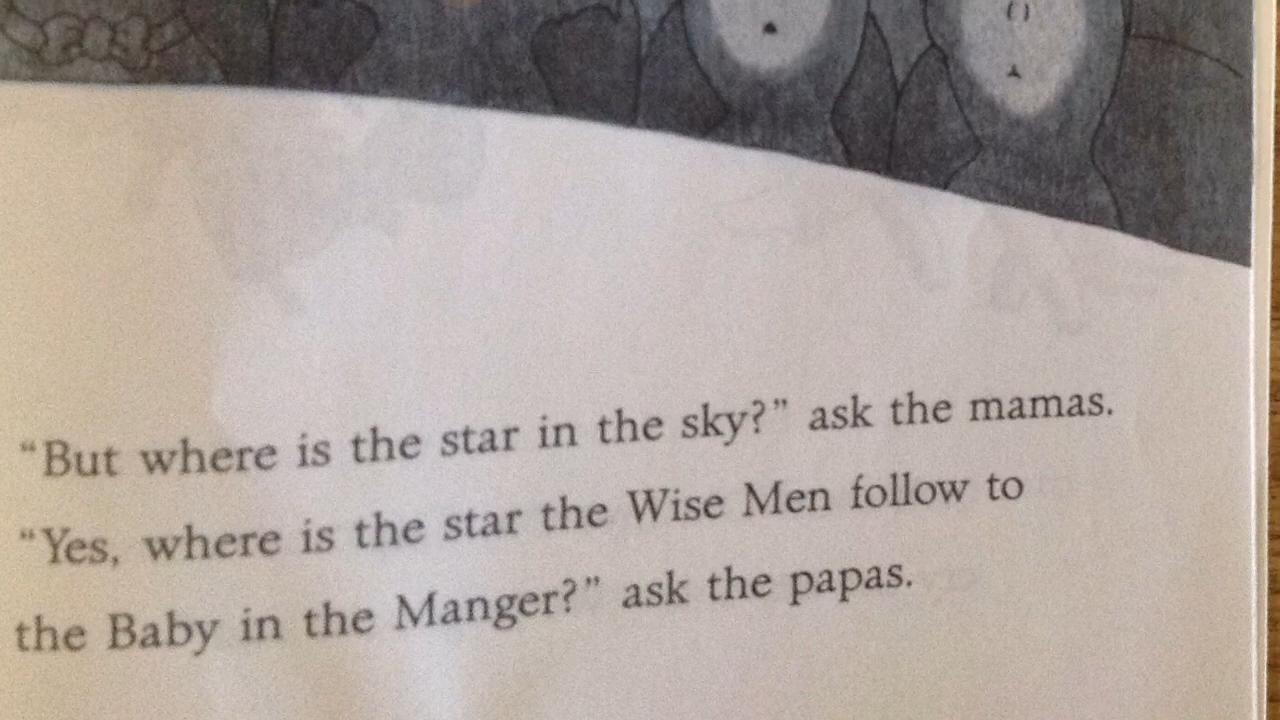 “But where is the star in the sky?” ask the mamas.
“Yes, where is the star the Wise Men follow to
the Baby in the Manger?” ask the papas.